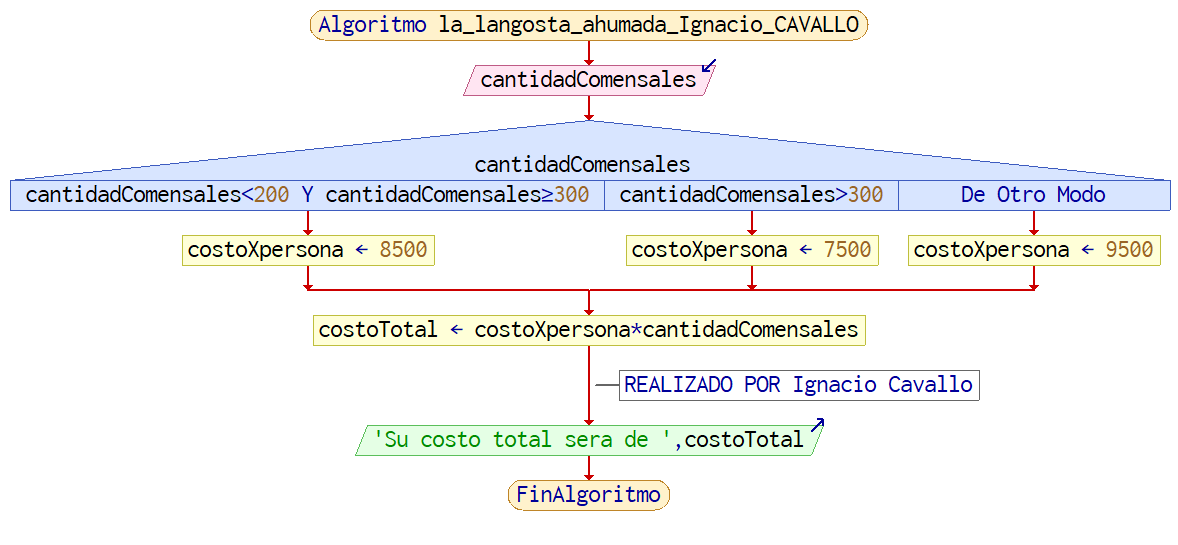 Algoritmo la_langosta_ahumada_Ignacio_CAVALLO
cantidadComensales
cantidadComensales
cantidadComensales<200 Y cantidadComensales≥300
cantidadComensales>300
De Otro Modo
costoXpersona ← 8500
costoXpersona ← 7500
costoXpersona ← 9500
costoTotal ← costoXpersona*cantidadComensales
REALIZADO POR Ignacio Cavallo
'Su costo total sera de ',costoTotal
FinAlgoritmo